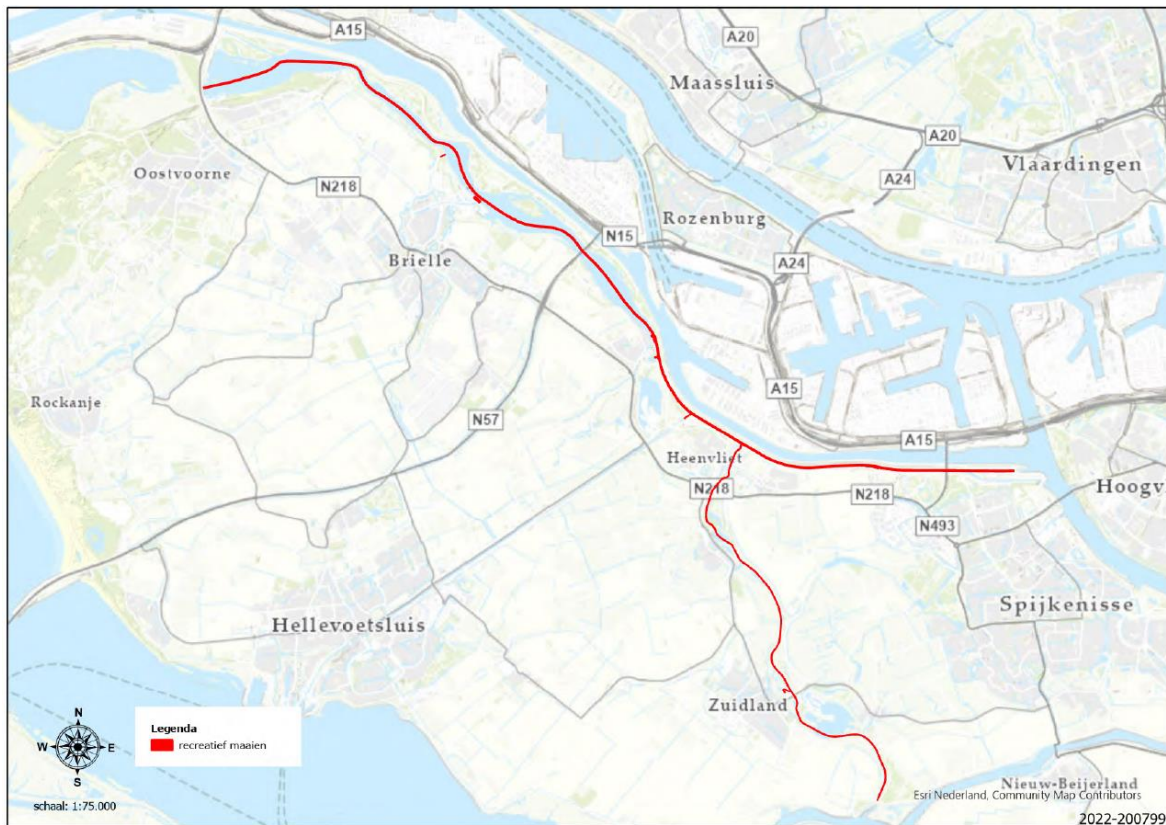 A15
A20
Maassluis
A20
Vlaardingen
A24
Oostvoorne
N218
Rozenburg
N15
Brielle
A24
A15
Rockanje
N57
A15
Heenvliet
N218
N218
Hoogv
N493
Spijkenisse
Hellevoetsluis
Zuidland
N
W
E
S
Legenda
recreatief maaien
schaal: 1:75.000
Nieuw-Beijerland
Esri Nederland, Community Map Contributors
2022-200799